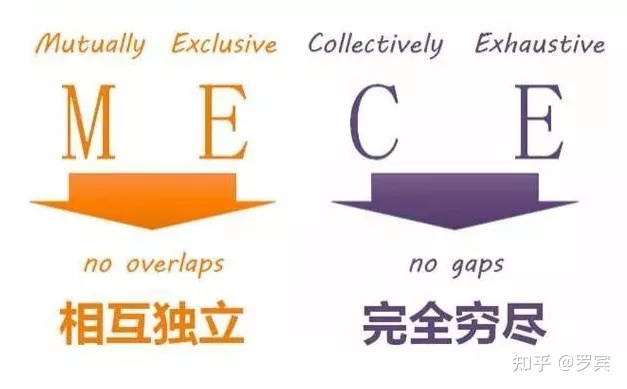 Mutually Exclusive Collectively Exhaustive
M E C E
no overlaps no gaps
相互独立 完全穷尽
知乎 @罗宾